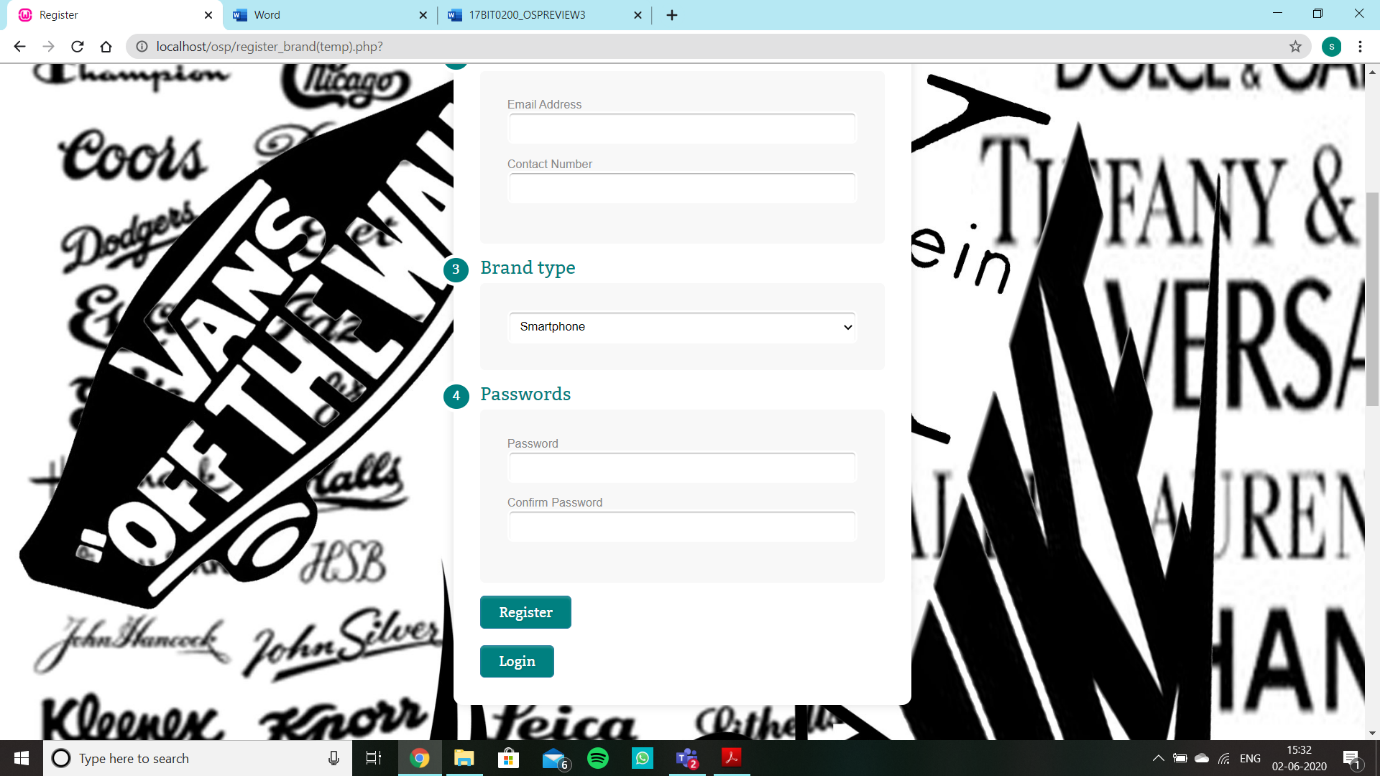 Register
Word
17BIT0200_OSPREVIEW3
localhost/osp/register_brand(temp).php?
s
Champion
Chicago
DOLCE & GA
Coors
TIFFANY &
Dodgers
VANS
"OFF THE WALL
ein
VERSA
Halls
AUREN
HSB
John Hancock
John Silver
HAN
Kleenex
Knorr
Leica
Email Address
Contact Number
3 Brand type
Smartphone
4 Passwords
Password
Confirm Password
Register
Login
Type here to search
6
2
ENG
15:32
02-06-2020
1